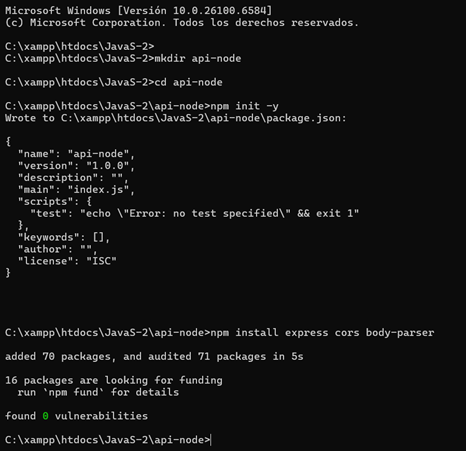 Microsoft Windows [Versión 10.0.26100.6584]
(c) Microsoft Corporation. Todos los derechos reservados.
C:\xampp\htdocs\JavaS-2>
C:\xampp\htdocs\JavaS-2>mkdir api-node
C:\xampp\htdocs\JavaS-2>cd api-node
C:\xampp\htdocs\JavaS-2\api-node>npm init -y
Wrote to C:\xampp\htdocs\JavaS-2\api-node\package.json:
{
  "name": "api-node",
  "version": "1.0.0",
  "description": "",
  "main": "index.js",
  "scripts": {
    "test": "echo \"Error: no test specified\" && exit 1"
  },
  "keywords": [],
  "author": "",
  "license": "ISC"
}
C:\xampp\htdocs\JavaS-2\api-node>npm install express cors body-parser
added 70 packages, and audited 71 packages in 5s
16 packages are looking for funding
  run `npm fund` for details
found 0 vulnerabilities
C:\xampp\htdocs\JavaS-2\api-node>